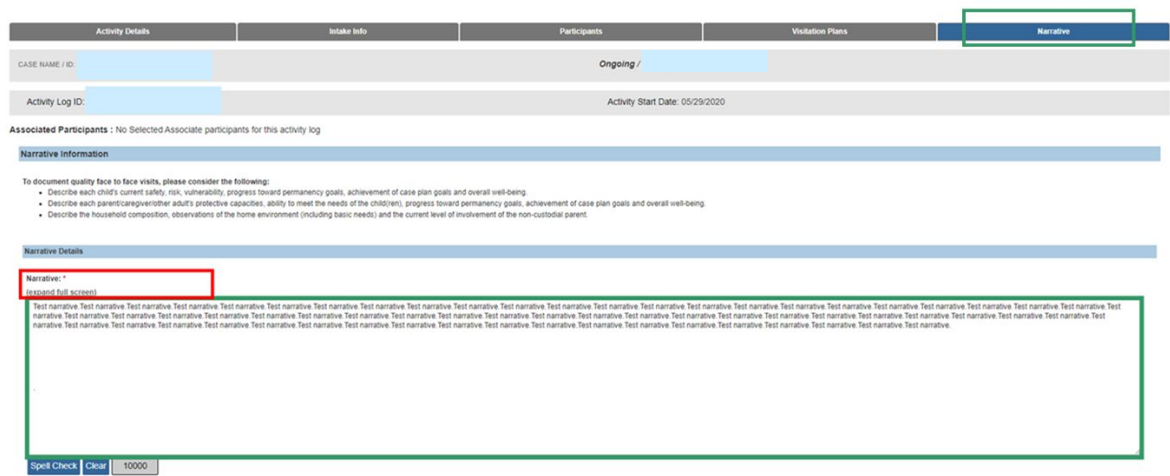 Activity Details
Intake Info
Participants
Visitation Plans
Narrative
CASE NAME / ID:
Ongoing /
Activity Log ID:
Activity Start Date: 05/29/2020
Associated Participants : No Selected Associate participants for this activity log
Narrative Information
To document quality face to face visits, please consider the following:
• Describe each child's current safety, risk, vulnerability, progress toward permanency goals, achievement of case plan goals and overall well-being.
• Describe each parent/caregiver/other adult's protective capacities, ability to meet the needs of the child(ren), progress toward permanency goals, achievement of case plan goals and overall well-being.
• Describe the household composition, observations of the home environment (including basic needs) and the current level of involvement of the non-custodial parent.
Narrative Details
Narrative: *
(expand full screen)
Test narrative.Test narrative.Test narrative.Test narrative.Test narrative.Test narrative.Test narrative.Test narrative.Test narrative.Test narrative.Test narrative.Test narrative.Test narrative.Test narrative.Test narrative.Test narrative.Test narrative.Test narrative.Test narrative.Test narrative.Test narrative.Test narrative.Test narrative.Test
narrative.Test narrative.Test narrative.Test narrative.Test narrative.Test narrative.Test narrative.Test narrative.Test narrative.Test narrative.Test narrative.Test narrative.Test narrative.Test narrative.Test narrative.Test narrative.Test narrative.Test narrative.Test narrative.Test narrative.Test narrative.Test narrative.Test narrative.Test
narrative.Test narrative.Test narrative.Test narrative.Test narrative.Test narrative.Test narrative.Test narrative.Test narrative.Test narrative.Test narrative.Test narrative.Test narrative.Test narrative.Test narrative.Test narrative.Test narrative.Test narrative.Test narrative.Test narrative.
.
Spell Check
Clear
10000